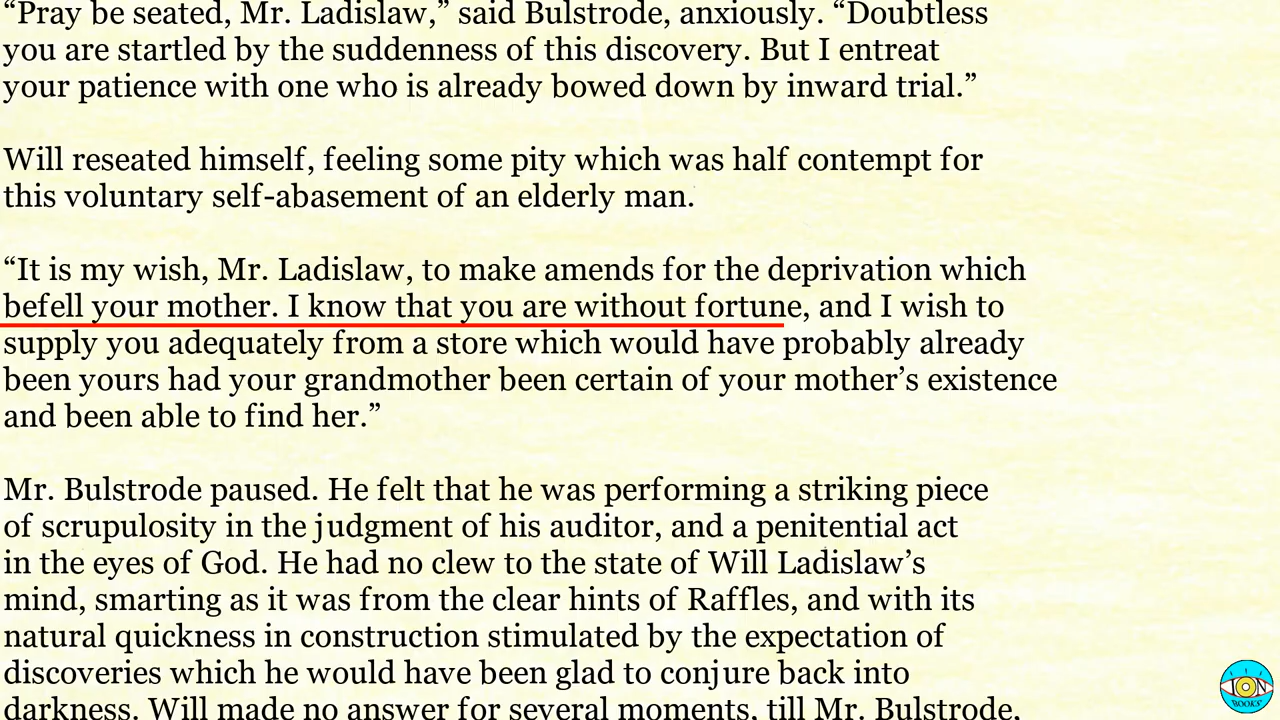 “Pray be seated, Mr. Ladislaw,” said Bulstrode, anxiously. “Doubtless
you are startled by the suddenness of this discovery. But I entreat
your patience with one who is already bowed down by inward trial.”
Will reseated himself, feeling some pity which was half contempt for
this voluntary self-abasement of an elderly man.
“It is my wish, Mr. Ladislaw, to make amends for the deprivation which
befell your mother. I know that you are without fortune, and I wish to
supply you adequately from a store which would have probably already
been yours had your grandmother been certain of your mother’s existence
and been able to find her.”
Mr. Bulstrode paused. He felt that he was performing a striking piece
of scrupulosity in the judgment of his auditor, and a penitential act
in the eyes of God. He had no clew to the state of Will Ladislaw’s
mind, smarting as it was from the clear hints of Raffles, and with its
natural quickness in construction stimulated by the expectation of
discoveries which he would have been glad to conjure back into
darkness. Will made no answer for several moments, till Mr. Bulstrode,
ION
BOOKS